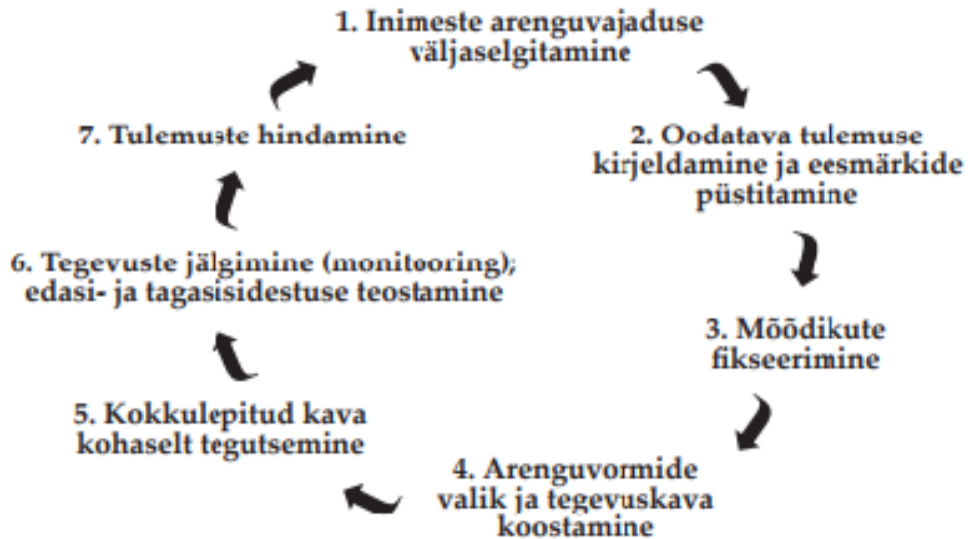 1. Inimeste arenguvajaduse
väljaselgitamine
2. Oodatava tulemuse
kirjeldamine ja eesmärkide
püstitamine
3. Mõõdikute
fikseerimine
4. Arenguvormide
valik ja tegevuskava
koostamine
5. Kokkulepitud kava
kohaselt tegutsemine
6. Tegevuste jälgimine (monitooring);
edasi- ja tagasisidestuse teostamine
7. Tulemuste hindamine